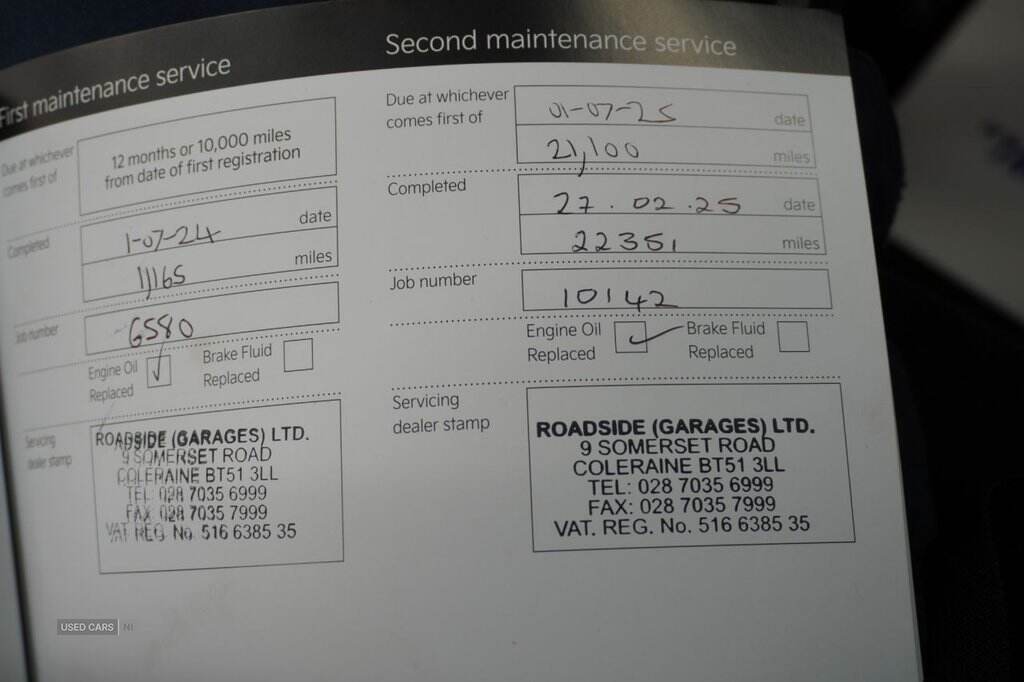 First maintenance service
Due at whichever
comes first of
12 months or 10,000 miles
from date of first registration
Completed
1-07-24 date
11,165 miles
Job number
6580
Engine Oil
Replaced
Brake Fluid
Replaced
Servicing
dealer stamp
ROADSIDE (GARAGES) LTD.
9 SOMERSET ROAD
COLERAINE BT51 3LL
TEL: 028 7035 6999
FAX: 028 7035 7999
VAT REG. No. 516 6385 35
Second maintenance service
Due at whichever
comes first of
01-07-25 date
21,100 miles
Completed
27.02.25 date
22351 miles
Job number
10142
Engine Oil
Replaced
Brake Fluid
Replaced
Servicing
dealer stamp
ROADSIDE (GARAGES) LTD.
9 SOMERSET ROAD
COLERAINE BT51 3LL
TEL: 028 7035 6999
FAX: 028 7035 7999
VAT. REG. No. 516 6385 35
USED CARS NI